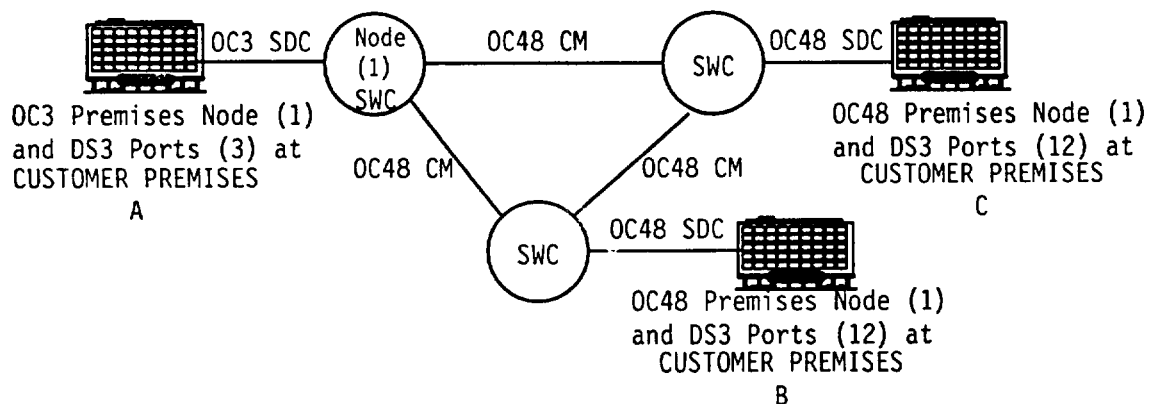 OC3 SDC
Node
(1)
SWC
OC48 CM
SWC
OC48 SDC
OC3 Premises Node (1)
and DS3 Ports (3) at
CUSTOMER PREMISES
A
OC48 CM
OC48 CM
OC48 Premises Node (1)
and DS3 Ports (12) at
CUSTOMER PREMISES
C
SWC
OC48 SDC
OC48 Premises Node (1)
and DS3 Ports (12) at
CUSTOMER PREMISES
B